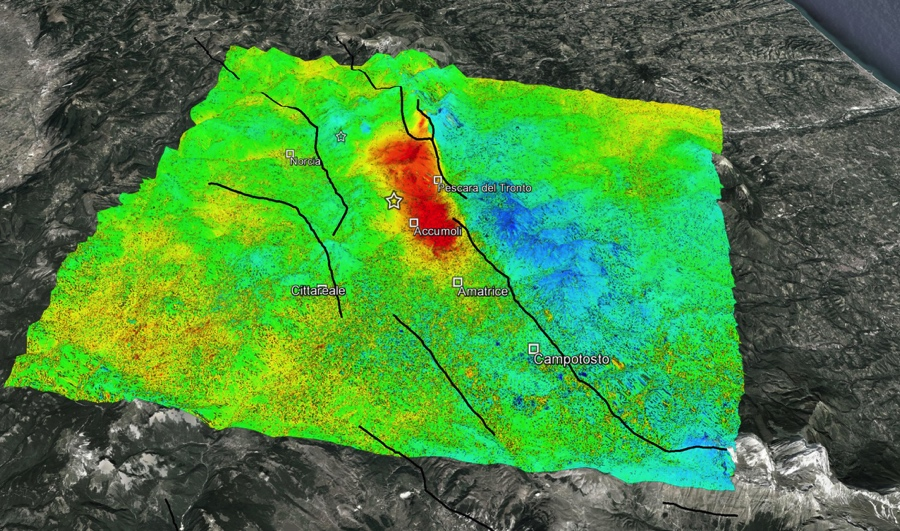 Norcia
Pescara del Tronto
Accumoli
Cittareale
Amatrice
Campotosto